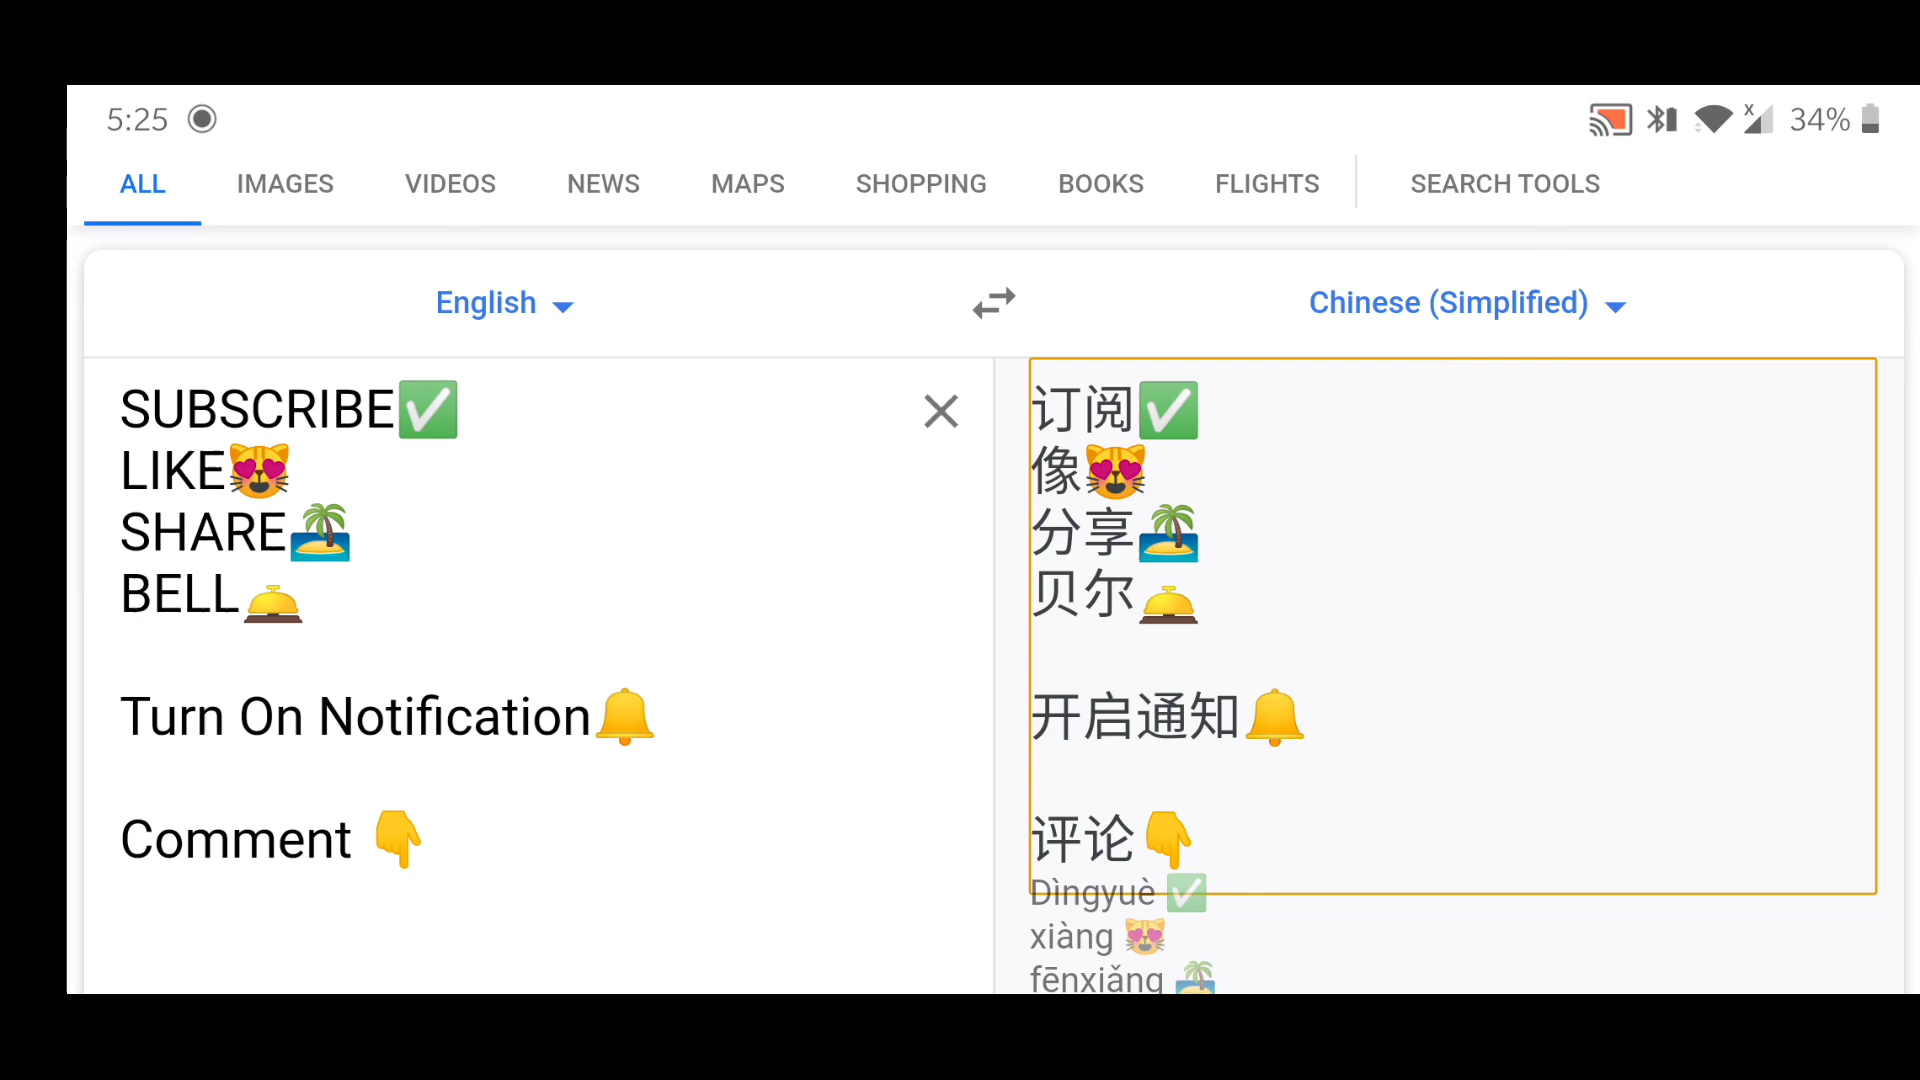 5:25 34%
ALL IMAGES VIDEOS NEWS MAPS SHOPPING BOOKS FLIGHTS SEARCH TOOLS
English Chinese (Simplified)
SUBSCRIBE✅
LIKE😻
SHARE🏝
BELL🛎
Turn On Notification🔔
Comment 👇
订阅✅
像😻
分享🏝
贝尔🛎
开启通知🔔
评论👇
Dìngyuè ✅
xiàng 😻
fēnxiǎng 🏝